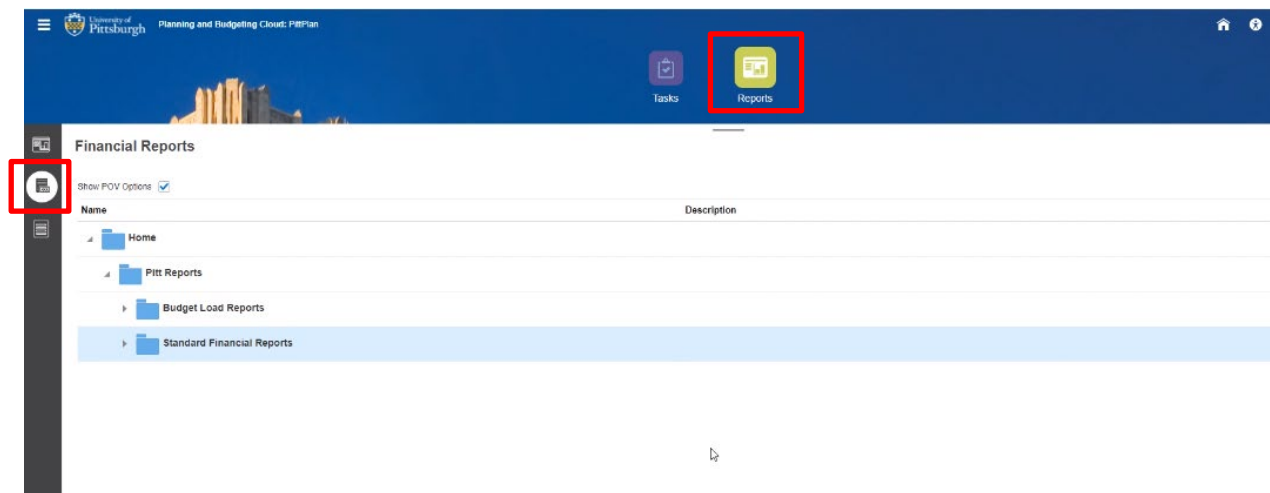 University of
Pittsburgh
Planning and Budgeting Cloud: PittPlan
Tasks
Reports
Financial Reports
Show POV Options
Name
Description
Home
Pitt Reports
Budget Load Reports
Standard Financial Reports